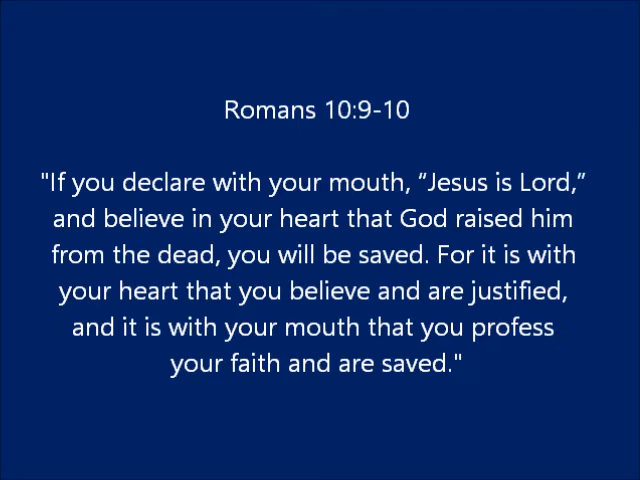 Romans 10:9-10
"If you declare with your mouth, “Jesus is Lord,”
and believe in your heart that God raised him
from the dead, you will be saved. For it is with
your heart that you believe and are justified,
and it is with your mouth that you profess
your faith and are saved."